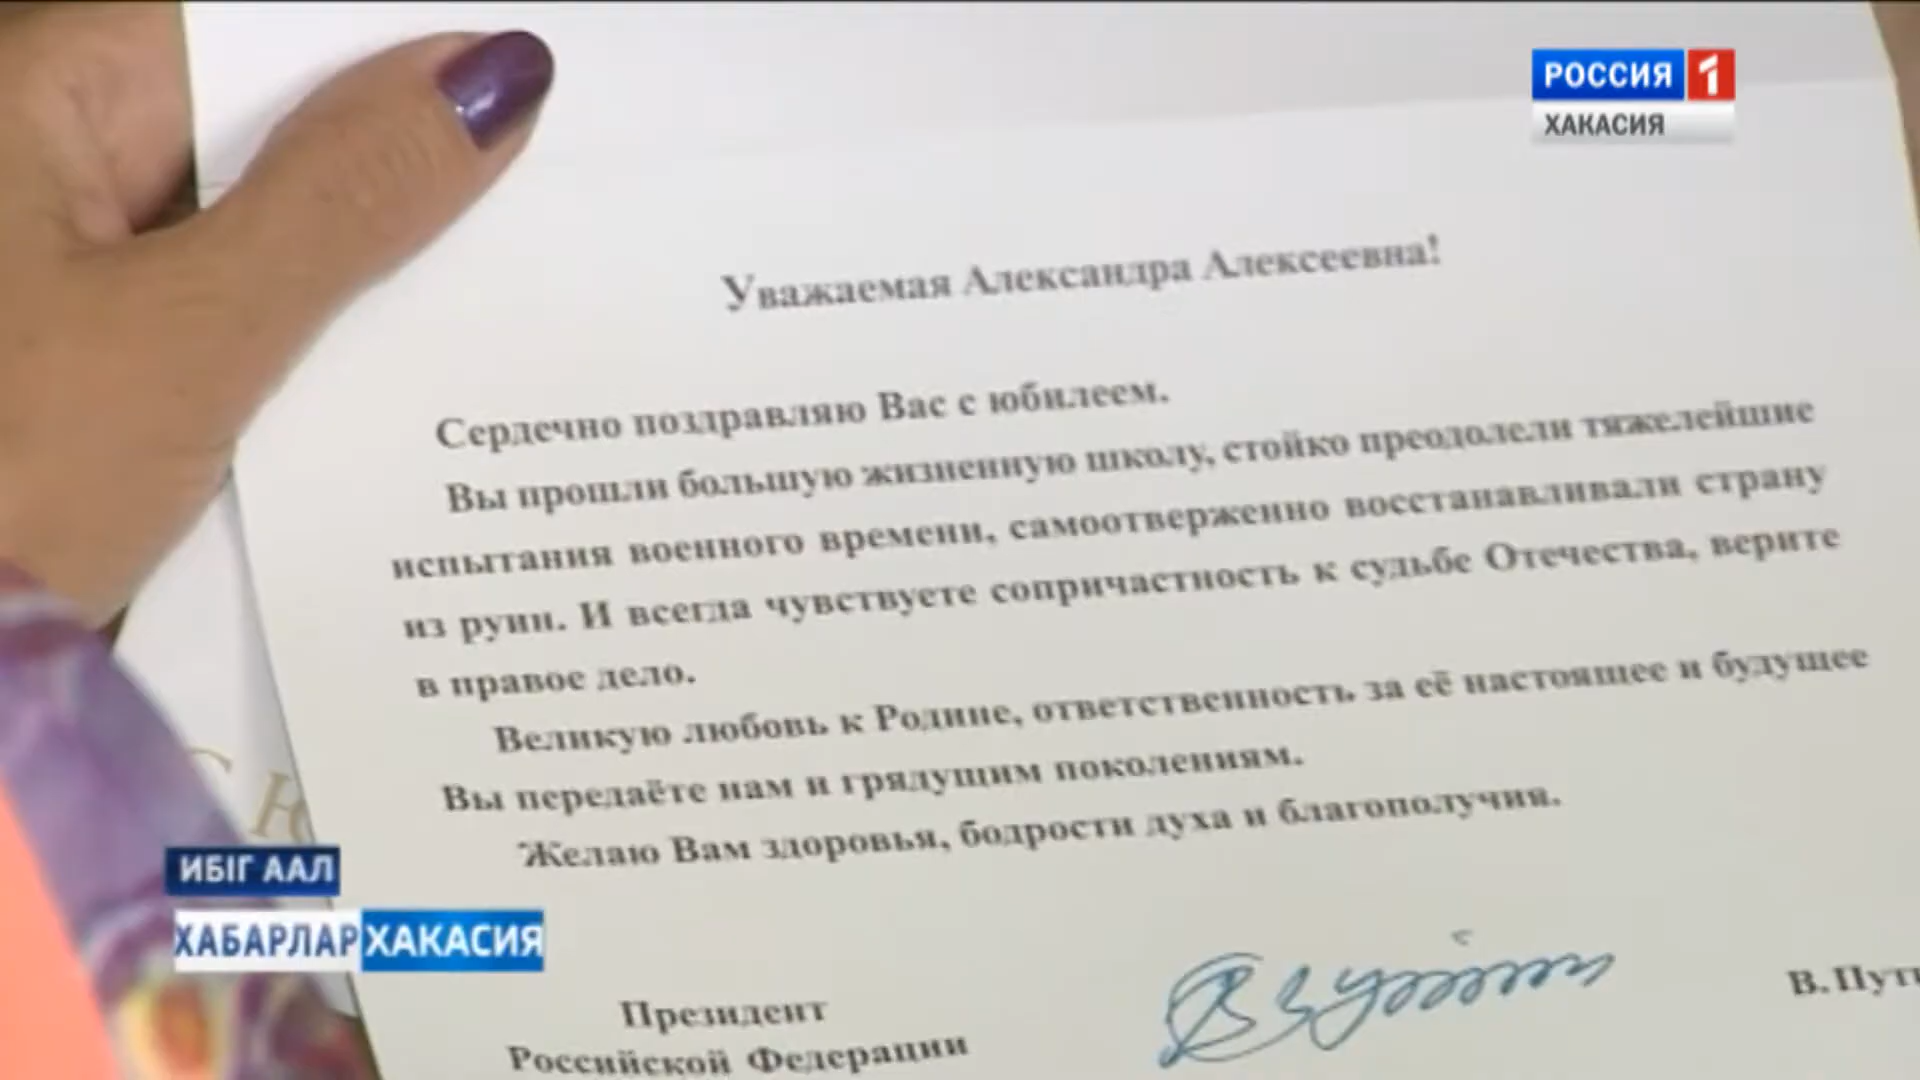 РОССИЯ 1
ХАКАСИЯ
Уважаемая Александра Алексеевна!
Сердечно поздравляю Вас с юбилеем.
Вы прошли большую жизненную школу, стойко преодолели тяжелейшие
испытания военного времени, самоотверженно восстанавливали страну
из руин. И всегда чувствуете сопричастность к судьбе Отечества, верите
в правое дело.
Великую любовь к Родине, ответственность за её настоящее и будущее
Вы передаёте нам и грядущим поколениям.
Желаю Вам здоровья, бодрости духа и благополучия.
ИБІГ ААЛ
ХАБАРЛАР ХАКАСИЯ
Президент
Российской Федерации
В.Пути